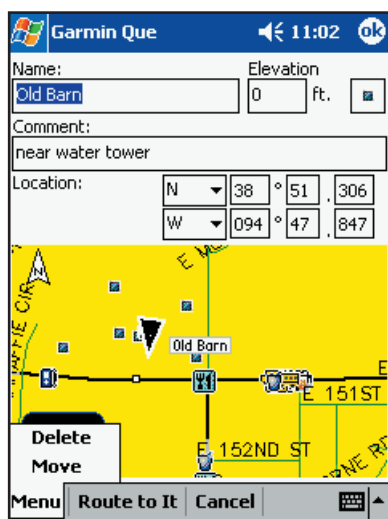 Garmin Que 11:02 ok
Name: Elevation
Old Barn 0 ft.
Comment:
near water tower
Location: N 38 ° 51 . 306
W 094 ° 47 . 847
N
Old Barn
E 151ST
E 152ND ST
Delete
Move
Menu Route to It Cancel